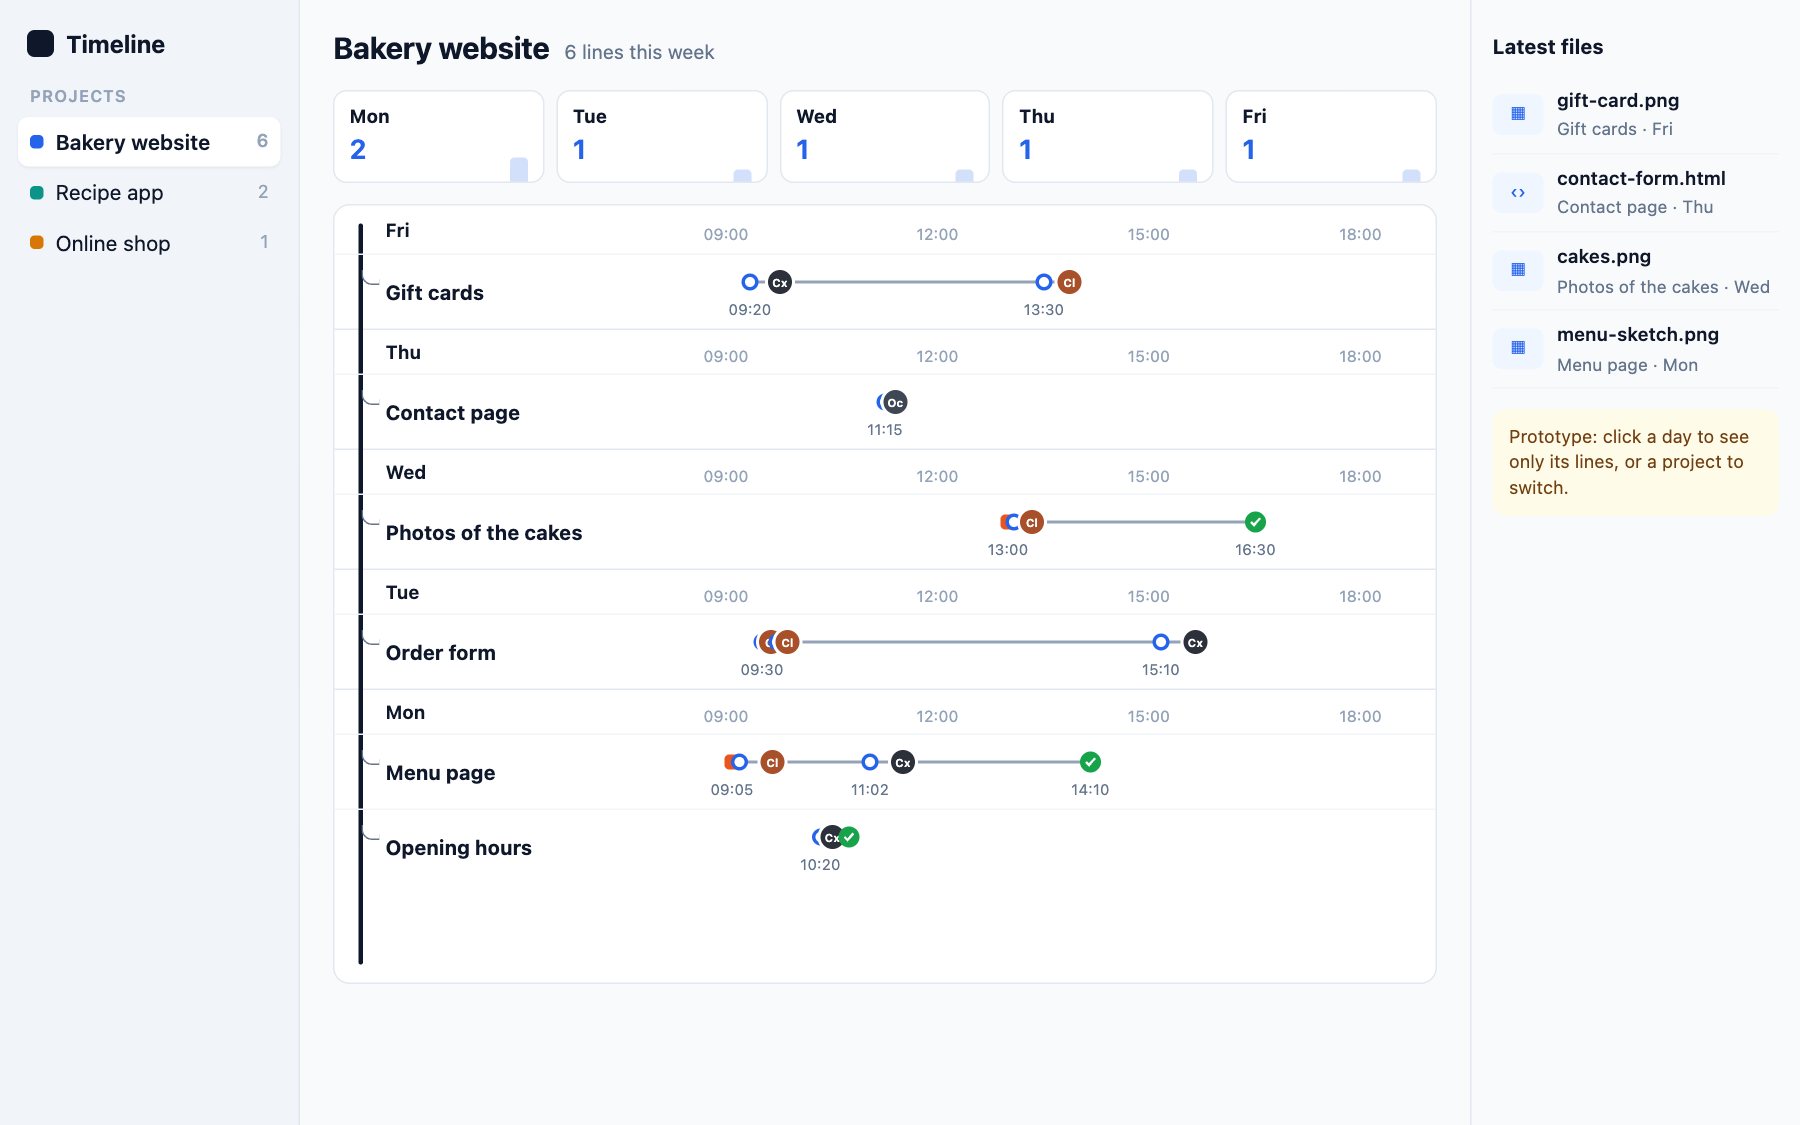 Timeline
PROJECTS
Bakery website 6
Recipe app 2
Online shop 1
Bakery website 6 lines this week
Mon
2
Tue
1
Wed
1
Thu
1
Fri
1
Fri 09:00 12:00 15:00 18:00
Cx Cl
Gift cards
09:20 13:30
Thu 09:00 12:00 15:00 18:00
Oc
Contact page
11:15
Wed 09:00 12:00 15:00 18:00
Cl
Photos of the cakes
13:00 16:30
Tue 09:00 12:00 15:00 18:00
Cl Cx
Order form
09:30 15:10
Mon 09:00 12:00 15:00 18:00
Cl Cx
Menu page
09:05 11:02 14:10
Cx
Opening hours
10:20
Latest files
gift-card.png
Gift cards · Fri
contact-form.html
Contact page · Thu
cakes.png
Photos of the cakes · Wed
menu-sketch.png
Menu page · Mon
Prototype: click a day to see
only its lines, or a project to
switch.